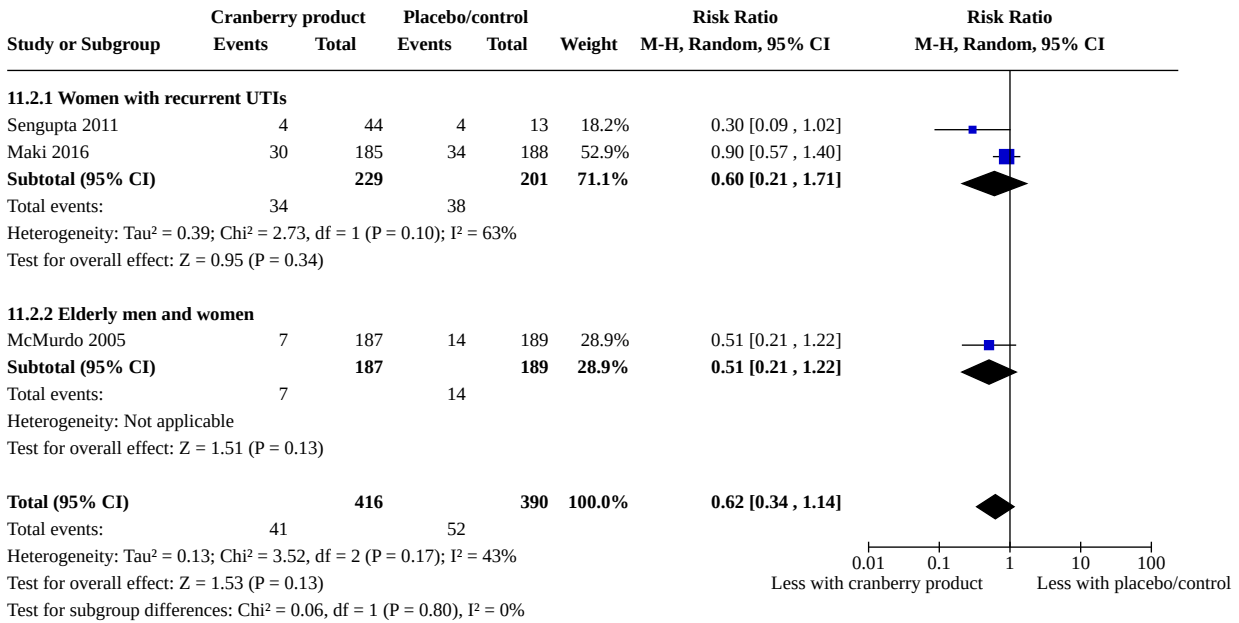 Cranberry product Placebo/control Risk Ratio Risk Ratio
Study or Subgroup Events Total Events Total Weight M-H, Random, 95% CI M-H, Random, 95% CI
11.2.1 Women with recurrent UTIs
Sengupta 2011 4 44 4 13 18.2% 0.30 [0.09 , 1.02]
Maki 2016 30 185 34 188 52.9% 0.90 [0.57 , 1.40]
Subtotal (95% CI) 229 201 71.1% 0.60 [0.21 , 1.71]
Total events: 34 38
Heterogeneity: Tau² = 0.39; Chi² = 2.73, df = 1 (P = 0.10); I² = 63%
Test for overall effect: Z = 0.95 (P = 0.34)
11.2.2 Elderly men and women
McMurdo 2005 7 187 14 189 28.9% 0.51 [0.21 , 1.22]
Subtotal (95% CI) 187 189 28.9% 0.51 [0.21 , 1.22]
Total events: 7 14
Heterogeneity: Not applicable
Test for overall effect: Z = 1.51 (P = 0.13)
Total (95% CI) 416 390 100.0% 0.62 [0.34 , 1.14]
Total events: 41 52
Heterogeneity: Tau² = 0.13; Chi² = 3.52, df = 2 (P = 0.17); I² = 43%
0.01 0.1 1 10 100
Test for overall effect: Z = 1.53 (P = 0.13)
Less with cranberry product Less with placebo/control
Test for subgroup differences: Chi² = 0.06, df = 1 (P = 0.80), I² = 0%